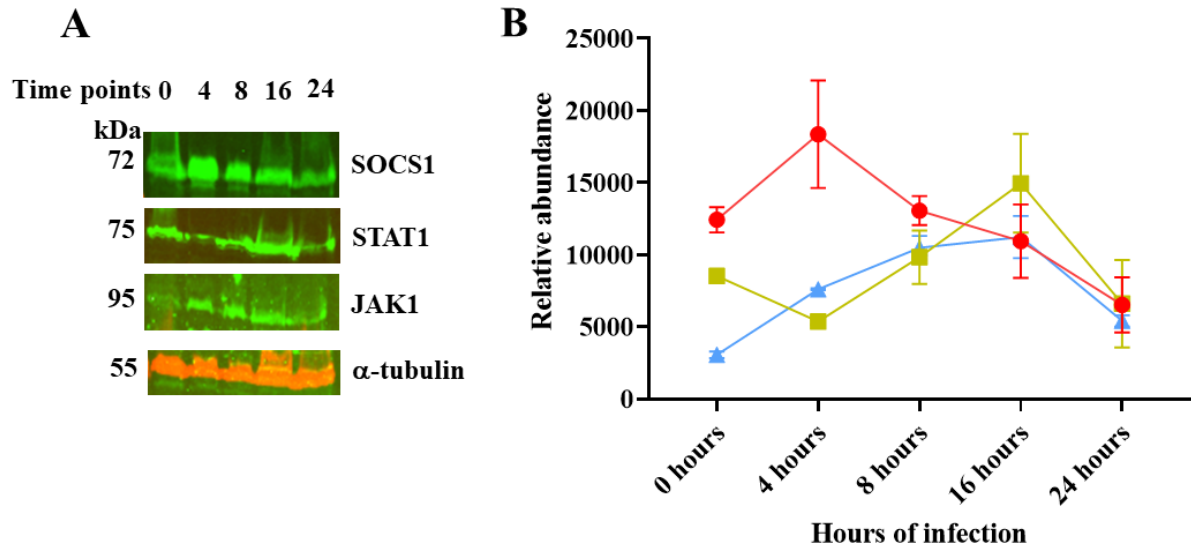 A
Time points 0 4 8 16 24
kDa
72 SOCS1
75 STAT1
95 JAK1
55 α-tubulin
B
Relative abundance
25000
20000
15000
10000
5000
0
0 hours
4 hours
8 hours
16 hours
24 hours
Hours of infection